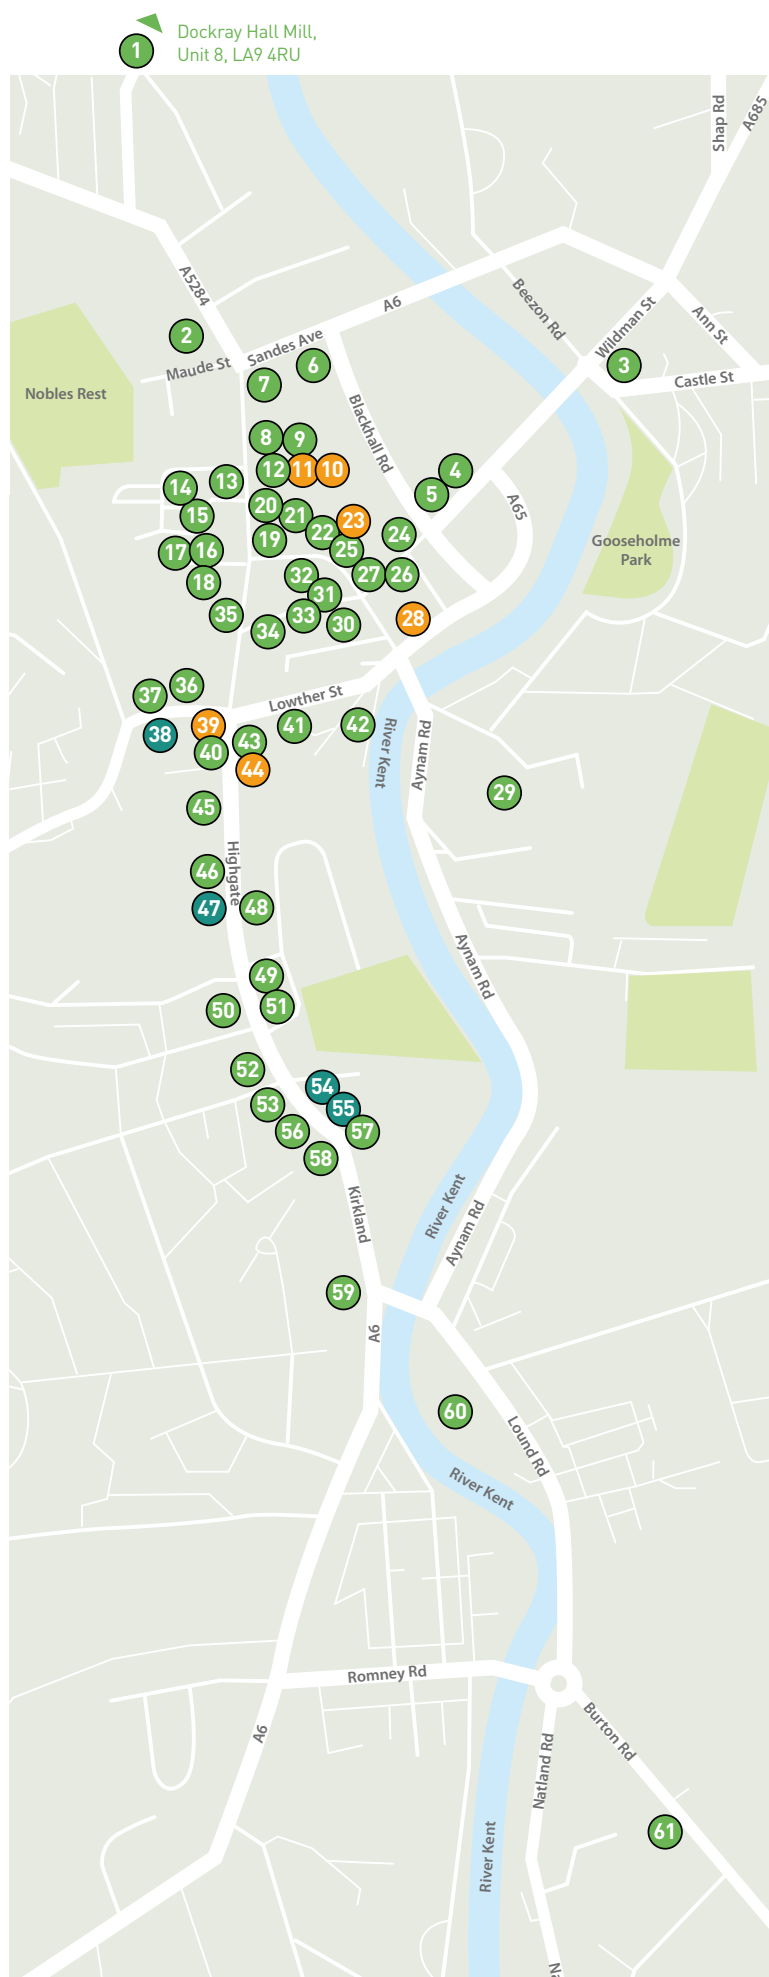 1
Dockray Hall Mill,
Unit 8, LA9 4RU
Shap Rd
A685
A5284
A6
Beezon Rd
Wildman St
Ann St
2
Maude St
Sandes Ave
6
7
3
Castle St
Nobles Rest
Blackhall Rd
8
9
12
11
10
4
5
A65
13
14
15
20
21
22
23
24
Gooseholme
Park
17
16
19
25
18
32
31
27
26
35
34
33
30
28
37
36
Lowther St
38
39
40
43
41
42
44
River Kent
Aynam Rd
29
45
Highgate
46
47
48
Aynam Rd
49
50
51
52
53
54
55
56
57
58
Kirkland
River Kent
Aynam Rd
59
A6
60
Lound Rd
River Kent
Romney Rd
A6
Natland Rd
Burton Rd
61
River Kent
Na